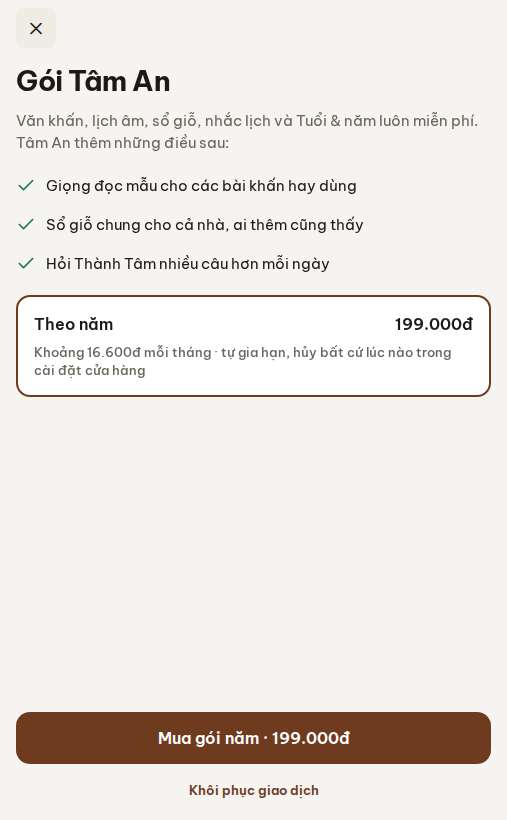 Gói Tâm An
Văn khấn, lịch âm, sổ giỗ, nhắc lịch và Tuổi & năm luôn miễn phí.
Tâm An thêm những điều sau:
Giọng đọc mẫu cho các bài khấn hay dùng
Sổ giỗ chung cho cả nhà, ai thêm cũng thấy
Hỏi Thành Tâm nhiều câu hơn mỗi ngày
Theo năm 199.000đ
Khoảng 16.600đ mỗi tháng · tự gia hạn, hủy bất cứ lúc nào trong
cài đặt cửa hàng
Mua gói năm · 199.000đ
Khôi phục giao dịch